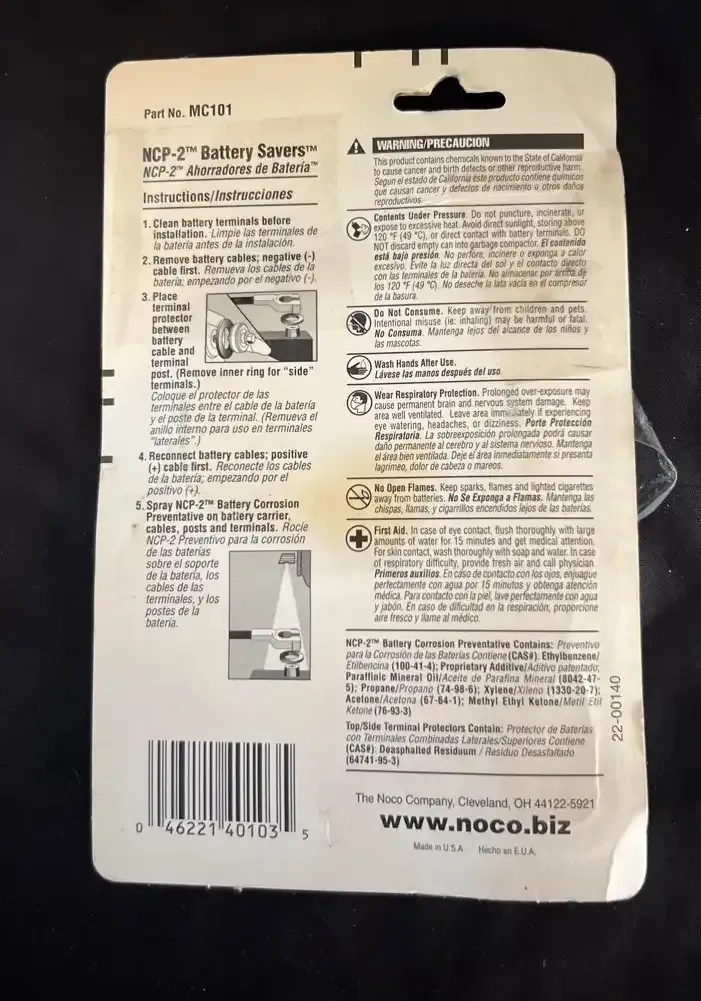 Part No. MC101
NCP-2™ Battery Savers™
NCP-2™ Ahorradores de Batería™
Instructions/Instrucciones
1. Clean battery terminals before
installation. Limpie las terminales de
la batería antes de la instalación.
2. Remove battery cables; negative (-)
cable first. Remueva los cables de la
batería; empezando por el negativo (-).
3. Place
terminal
protector
between
battery
cable and
terminal
post. (Remove inner ring for "side"
terminals.)
Coloque el protector de las
terminales entre el cable de la batería
y el poste de la terminal. (Remueva el
anillo interno para uso en terminales
"laterales".)
4. Reconnect battery cables; positive
(+) cable first. Reconecte los cables
de la batería; empezando por el
positivo (+).
5. Spray NCP-2™ Battery Corrosion
Preventative on battery carrier,
cables, posts and terminals. Rocíe
NCP-2 Preventivo para la corrosión
de las baterías
sobre el soporte
de la batería, los
cables de las
terminales, y los
postes de la
batería.
0 46221 40103 5
WARNING/PRECAUCION
This product contains chemicals known to the State of California
to cause cancer and birth defects or other reproductive harm.
Segun el estado de California este producto contiene químicos
que causan cancer y defectos de nacimiento u otros daños
reproductivos.
Contents Under Pressure. Do not puncture, incinerate, or
expose to excessive heat. Avoid direct sunlight, storing above
120 °F (49 °C), or direct contact with battery terminals. DO
NOT discard empty can into garbage compactor. El contenido
está bajo presión. No perfore, incinere o exponga a calor
excesivo. Evite la luz directa del sol y el contacto directo
con las terminales de la batería. No almacenar por arriba de
los 120 °F (49 °C). No deseche la lata vacía en el compresor
de la basura.
Do Not Consume. Keep away from children and pets.
Intentional misuse (ie: inhaling) may be harmful or fatal.
No Consuma. Mantenga lejos del alcance de los niños y
las mascotas.
Wash Hands After Use.
Lávese las manos después del uso.
Wear Respiratory Protection. Prolonged over-exposure may
cause permanent brain and nervous system damage. Keep
area well ventilated. Leave area immediately if experiencing
eye watering, headaches, or dizziness. Porte Protección
Respiratoria. La sobreexposición prolongada podrá causar
daño permanente al cerebro y al sistema nervioso. Mantenga
el área bien ventilada. Deje el área inmediatamente si presenta
lagrimeo, dolor de cabeza o mareos.
No Open Flames. Keep sparks, flames and lighted cigarettes
away from batteries. No Se Exponga a Flamas. Mantenga las
chispas, llamas, y cigarrillos encendidos lejos de las baterías.
First Aid. In case of eye contact, flush thoroughly with large
amounts of water for 15 minutes and get medical attention.
For skin contact, wash thoroughly with soap and water. In case
of respiratory difficulty, provide fresh air and call physician.
Primeros auxilios. En caso de contacto con los ojos, enjuague
perfectamente con agua por 15 minutos y obtenga atención
médica. Para contacto con la piel, lave perfectamente con agua
y jabón. En caso de dificultad en la respiración, proporcione
aire fresco y llame al médico.
NCP-2™ Battery Corrosion Preventative Contains: Preventivo
para la Corrosión de las Baterías Contiene (CAS#): Ethylbenzene/
Etilbencina (100-41-4); Proprietary Additive/Aditivo patentado;
Paraffinic Mineral Oil/Aceite de Parafina Mineral (8042-47-
5); Propane/Propano (74-98-6); Xylene/Xileno (1330-20-7);
Acetone/Acetona (67-64-1); Methyl Ethyl Ketone/Metil Etil
Ketone (76-93-3)
Top/Side Terminal Protectors Contain: Protector de Baterías
con Terminales Combinadas Laterales/Superiores Contiene
(CAS#): Deasphalted Residuum / Residuo Desasfaltado
(64741-95-3)
22-00140
The Noco Company, Cleveland, OH 44122-5921
www.noco.biz
Made in U.S.A Hecho en E.U.A.